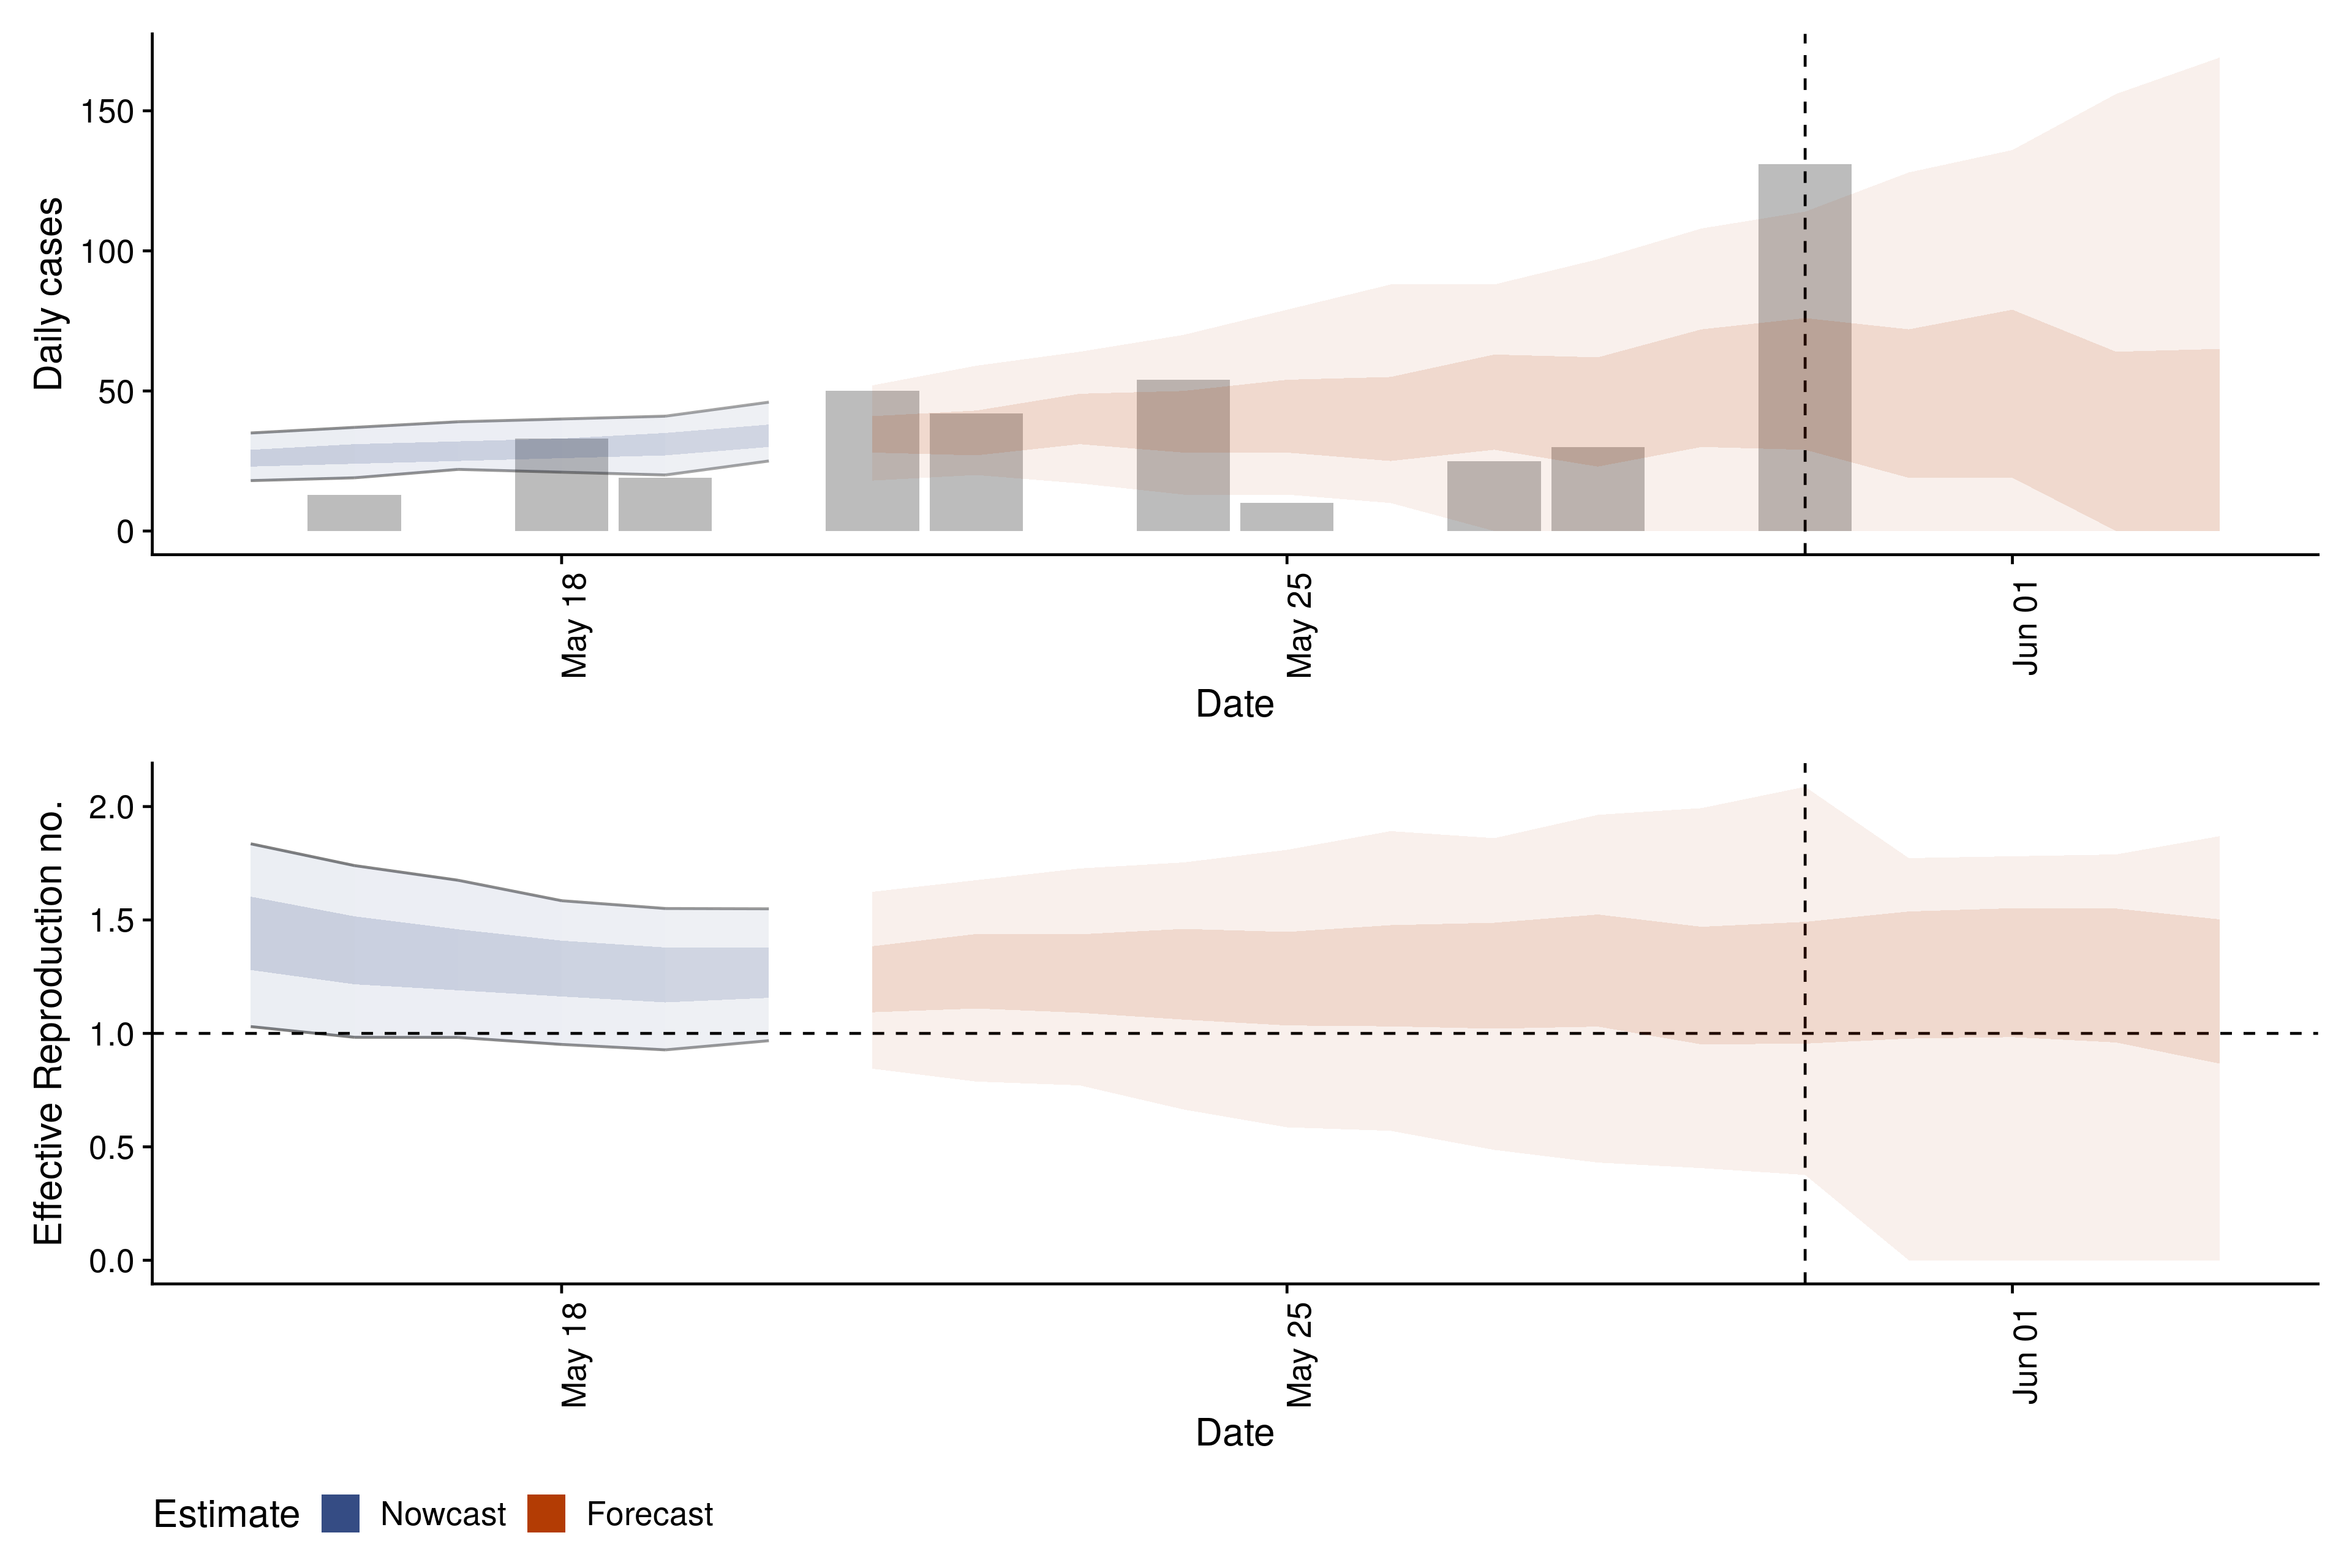 Daily cases
150
100
50
0
May 18
May 25
Jun 01
Date
Effective Reproduction no.
2.0
1.5
1.0
0.5
0.0
May 18
May 25
Jun 01
Date
Estimate Nowcast Forecast